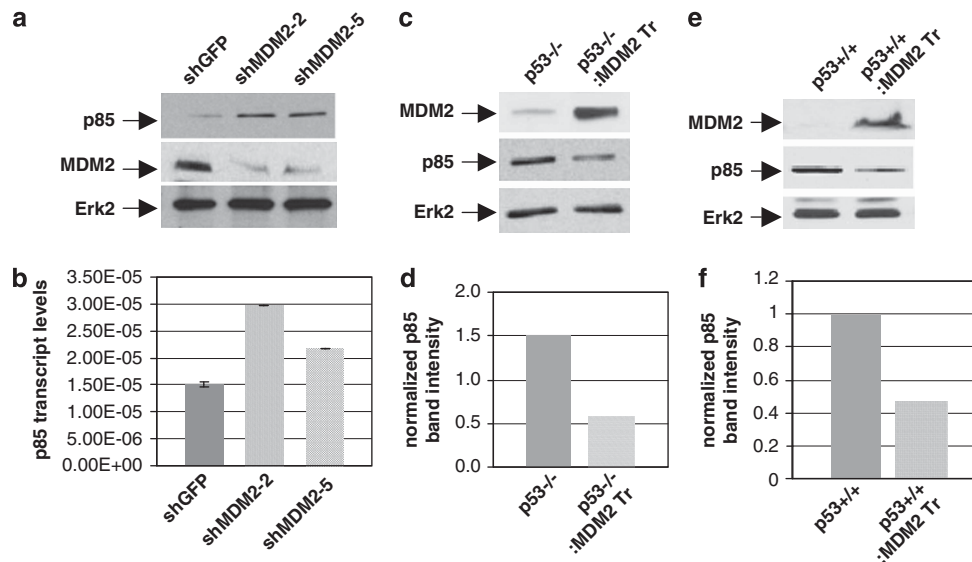 a
shGFP
shMDM2-2
shMDM2-5
p85
MDM2
Erk2
b
p85 transcript levels
3.50E-05
3.00E-05
2.50E-05
2.00E-05
1.50E-05
1.00E-05
5.00E-06
0.00E+00
shGFP
shMDM2-2
shMDM2-5
c
p53-/-
p53-/-
:MDM2 Tr
MDM2
p85
Erk2
d
normalized p85
band intensity
2.0
1.5
1.0
0.5
0.0
p53-/-
p53-/-
:MDM2 Tr
e
p53+/+
p53+/+
:MDM2 Tr
MDM2
p85
Erk2
f
normalized p85
band intensity
1.2
1
0.8
0.6
0.4
0.2
0
p53+/+
p53+/+
:MDM2 Tr